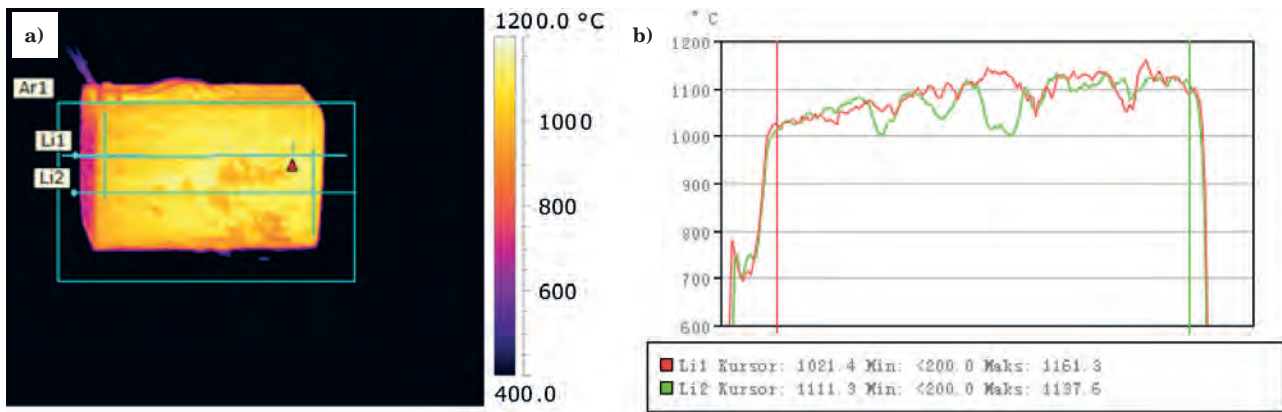 a)
Ar1
Li1
Li2
1200.0 °C
1000
800
600
400.0
b)
° C
1200
1100
1000
900
800
700
600
Li1 Kursor: 1021.4 Min: <200.0 Maks: 1161.3
Li2 Kursor: 1111.3 Min: <200.0 Maks: 1137.6